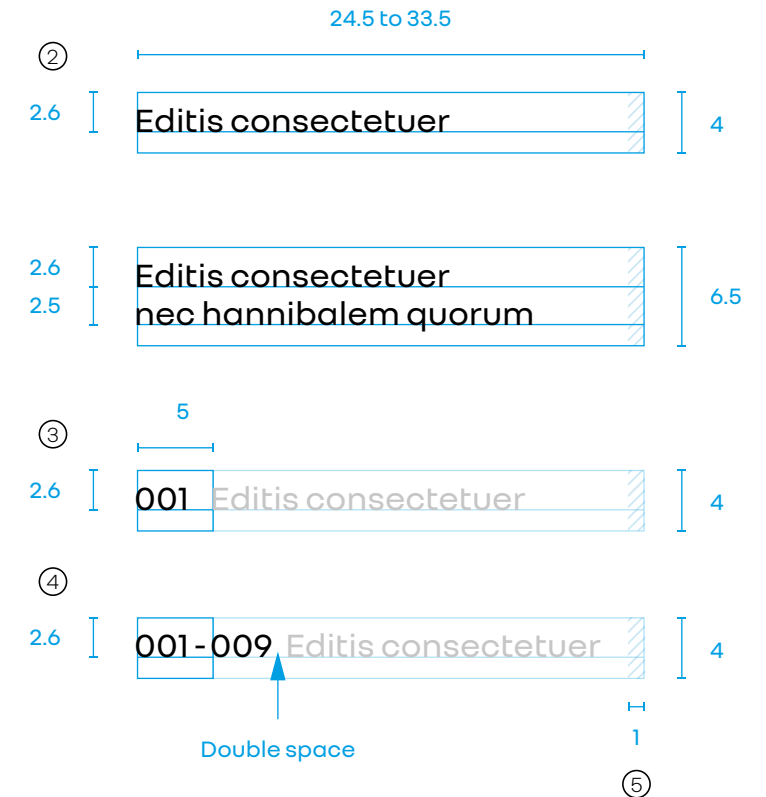 24.5 to 33.5
②
2.6
Editis consectetuer
4
2.6
Editis consectetuer
2.5
nec hannibalem quorum
6.5
5
③
2.6
001 Editis consectetuer
4
④
2.6
001-009 Editis consectetuer
4
Double space
1
⑤